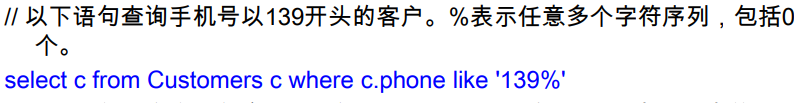 // 以下语句查询手机号以139开头的客户。%表示任意多个字符序列，包括0
个。
select c from Customers c where c.phone like '139%'